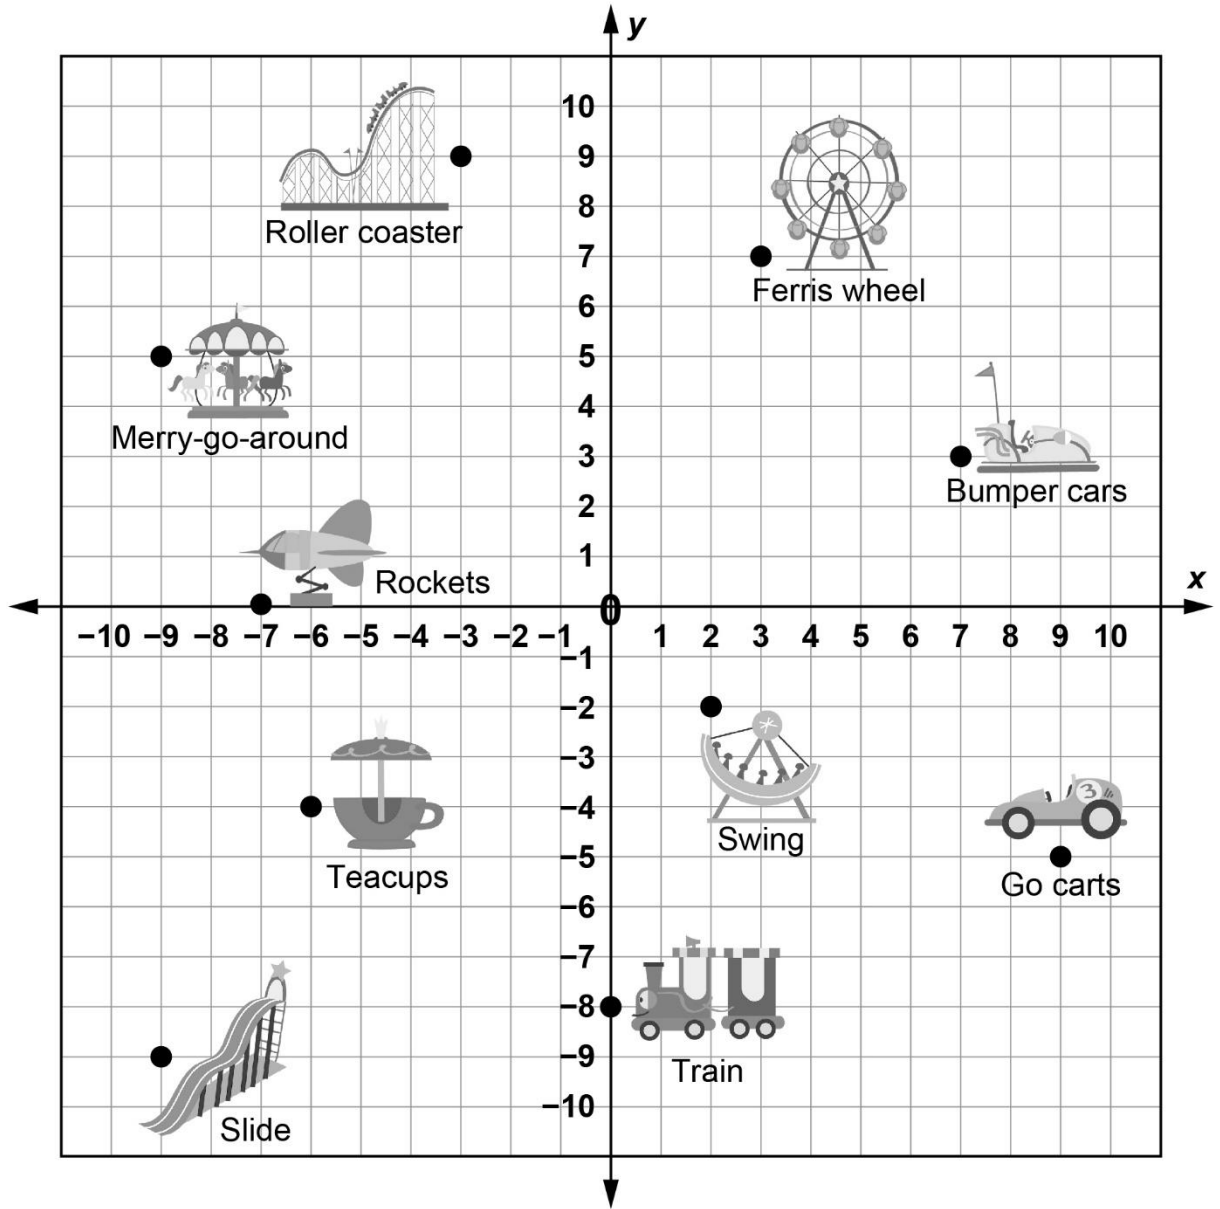 y
10
9
8
Roller coaster
7
Ferris wheel
6
5
4
Merry-go-around
3
Bumper cars
2
1
Rockets
x
0
−10 −9 −8 −7 −6 −5 −4 −3 −2 −1 1 2 3 4 5 6 7 8 9 10
−1
−2
−3
3
−4
Swing
−5
Teacups
Go carts
−6
−7
−8
−9
Train
−10
Slide